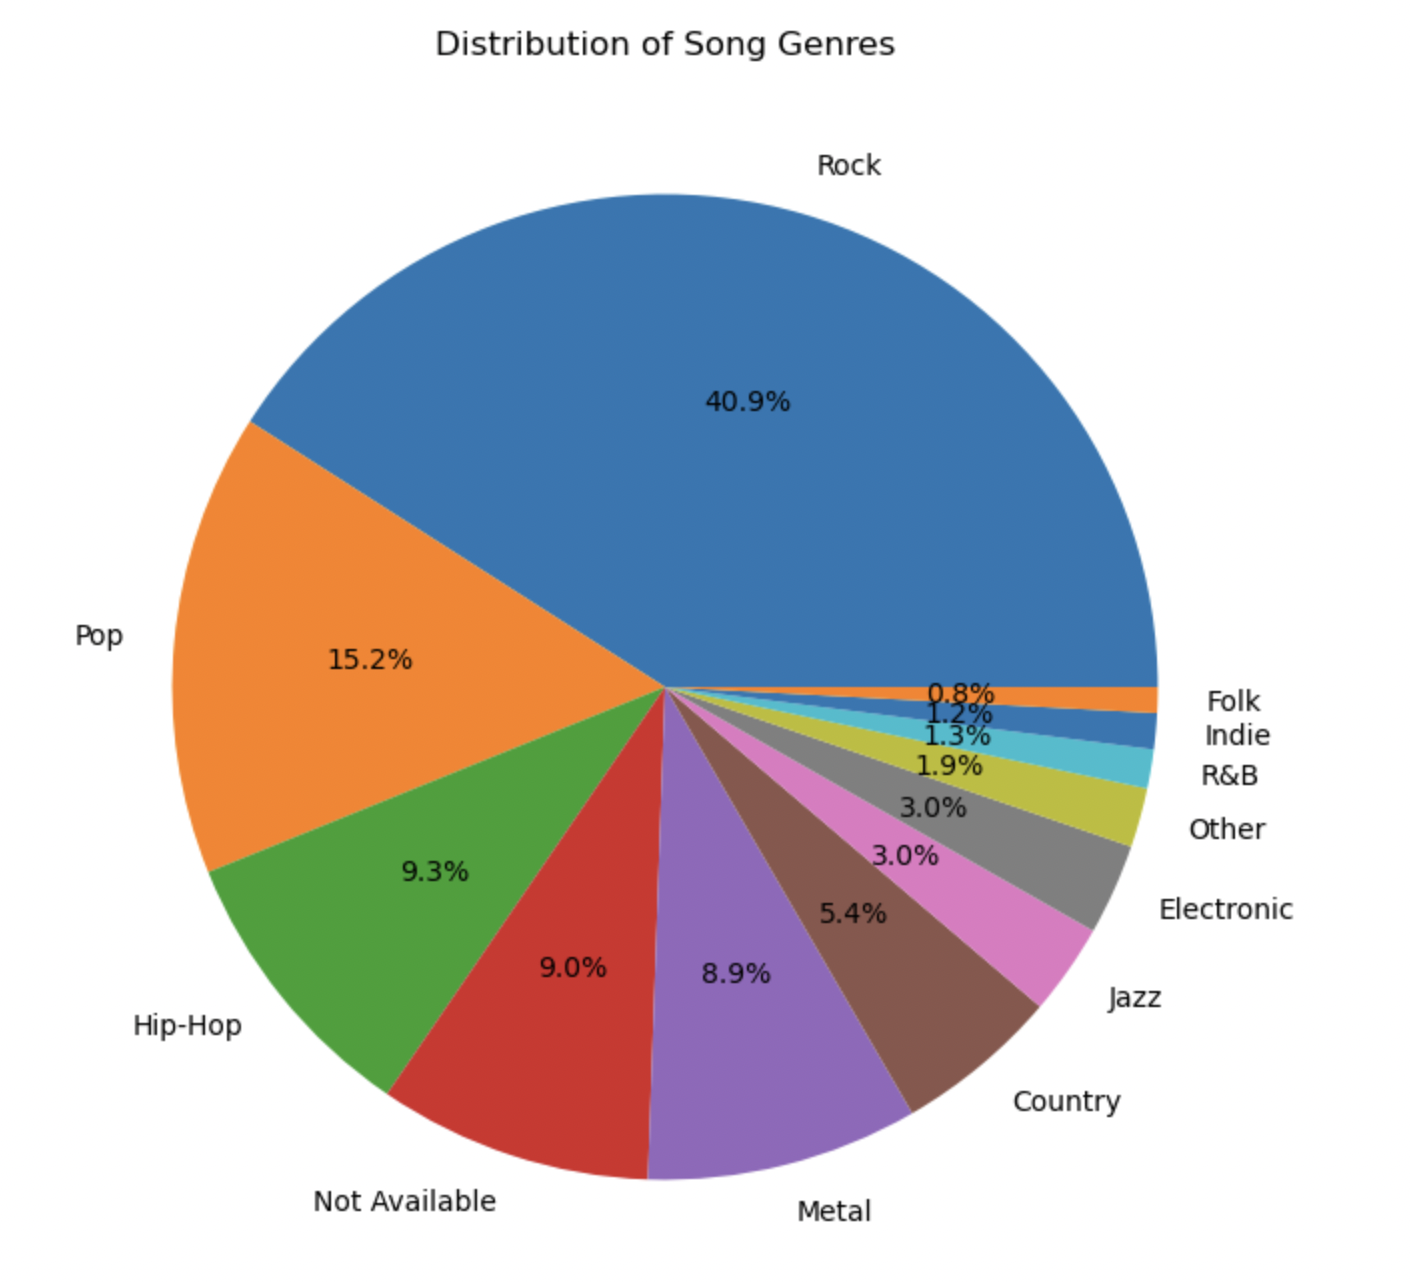 Distribution of Song Genres
Rock
40.9%
Pop
15.2%
Hip-Hop
9.3%
Not Available
9.0%
Metal
8.9%
Country
5.4%
Jazz
3.0%
Electronic
3.0%
Other
1.9%
R&B
1.3%
Indie
1.2%
Folk
0.8%